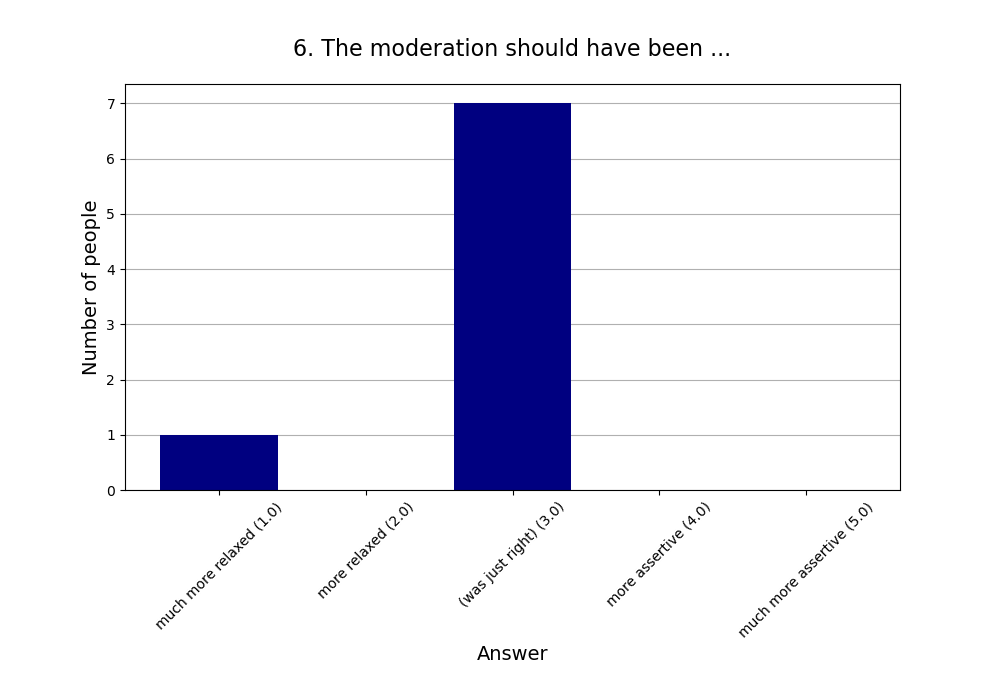 6. The moderation should have been ...
Number of people
7
6
5
4
3
2
1
0
much more relaxed (1.0)
more relaxed (2.0)
(was just right) (3.0)
more assertive (4.0)
much more assertive (5.0)
Answer